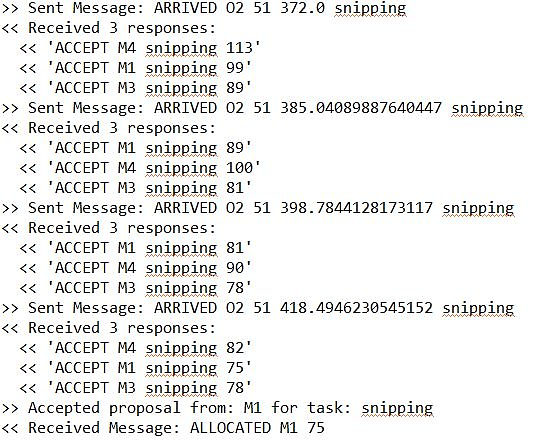 >> Sent Message: ARRIVED O2 51 372.0 snipping
<< Received 3 responses:
<< 'ACCEPT M4 snipping 113'
<< 'ACCEPT M1 snipping 99'
<< 'ACCEPT M3 snipping 89'
>> Sent Message: ARRIVED O2 51 385.04089887640447 snipping
<< Received 3 responses:
<< 'ACCEPT M1 snipping 89'
<< 'ACCEPT M4 snipping 100'
<< 'ACCEPT M3 snipping 81'
>> Sent Message: ARRIVED O2 51 398.7844128173117 snipping
<< Received 3 responses:
<< 'ACCEPT M1 snipping 81'
<< 'ACCEPT M4 snipping 90'
<< 'ACCEPT M3 snipping 78'
>> Sent Message: ARRIVED O2 51 418.4946230545152 snipping
<< Received 3 responses:
<< 'ACCEPT M4 snipping 82'
<< 'ACCEPT M1 snipping 75'
<< 'ACCEPT M3 snipping 78'
>> Accepted proposal from: M1 for task: snipping
<< Received Message: ALLOCATED M1 75